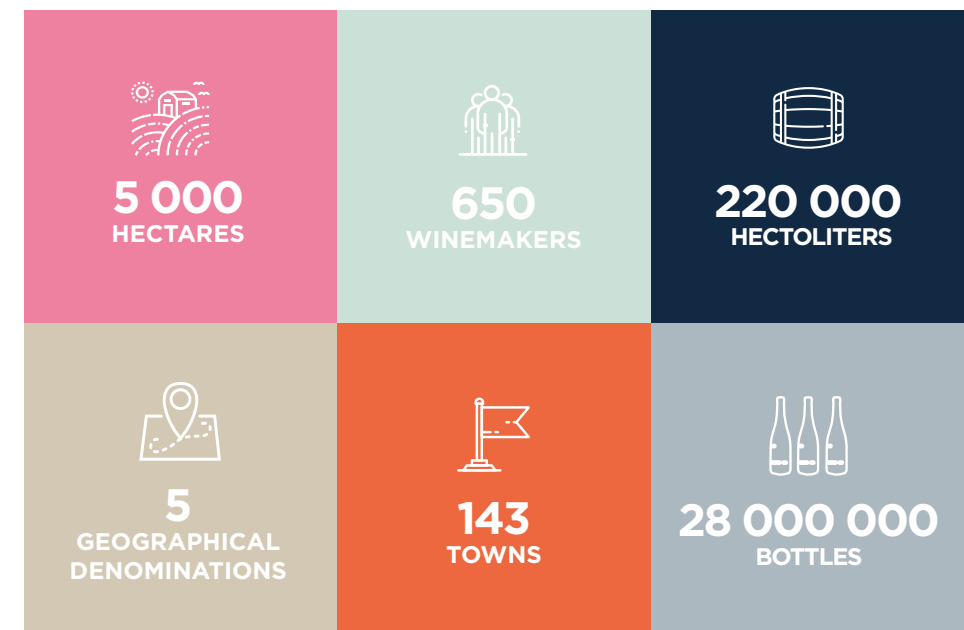 5 000
HECTARES
650
WINEMAKERS
220 000
HECTOLITERS
5
GEOGRAPHICAL
DENOMINATIONS
143
TOWNS
28 000 000
BOTTLES